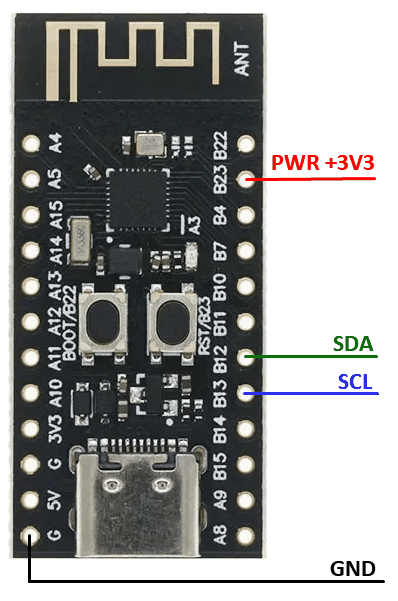 ANT
A4
A5
A15
A14
A13
A12
A11
A10
3V3
G
5V
G
B22
B23
B4
B7
B10
B11
B12
B13
B14
B15
A9
A8
A3
BOOT/B22
RST/B23
PWR +3V3
SDA
SCL
GND